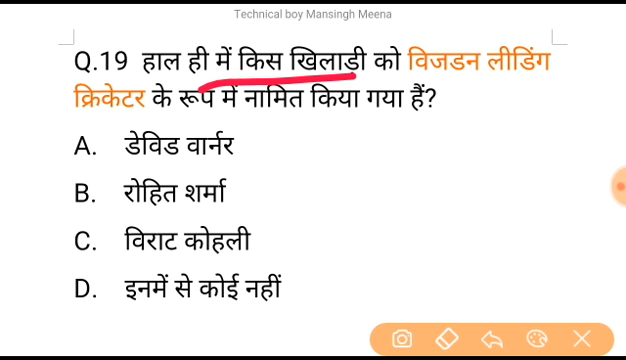 Technical boy Mansingh Meena
Q.19 हाल ही में किस खिलाडी को विजडन लीडिंग
क्रिकेटर के रूप में नामित किया गया हैं?
A. डेविड वार्नर
B. रोहित शर्मा
C. विराट कोहली
D. इनमें से कोई नहीं